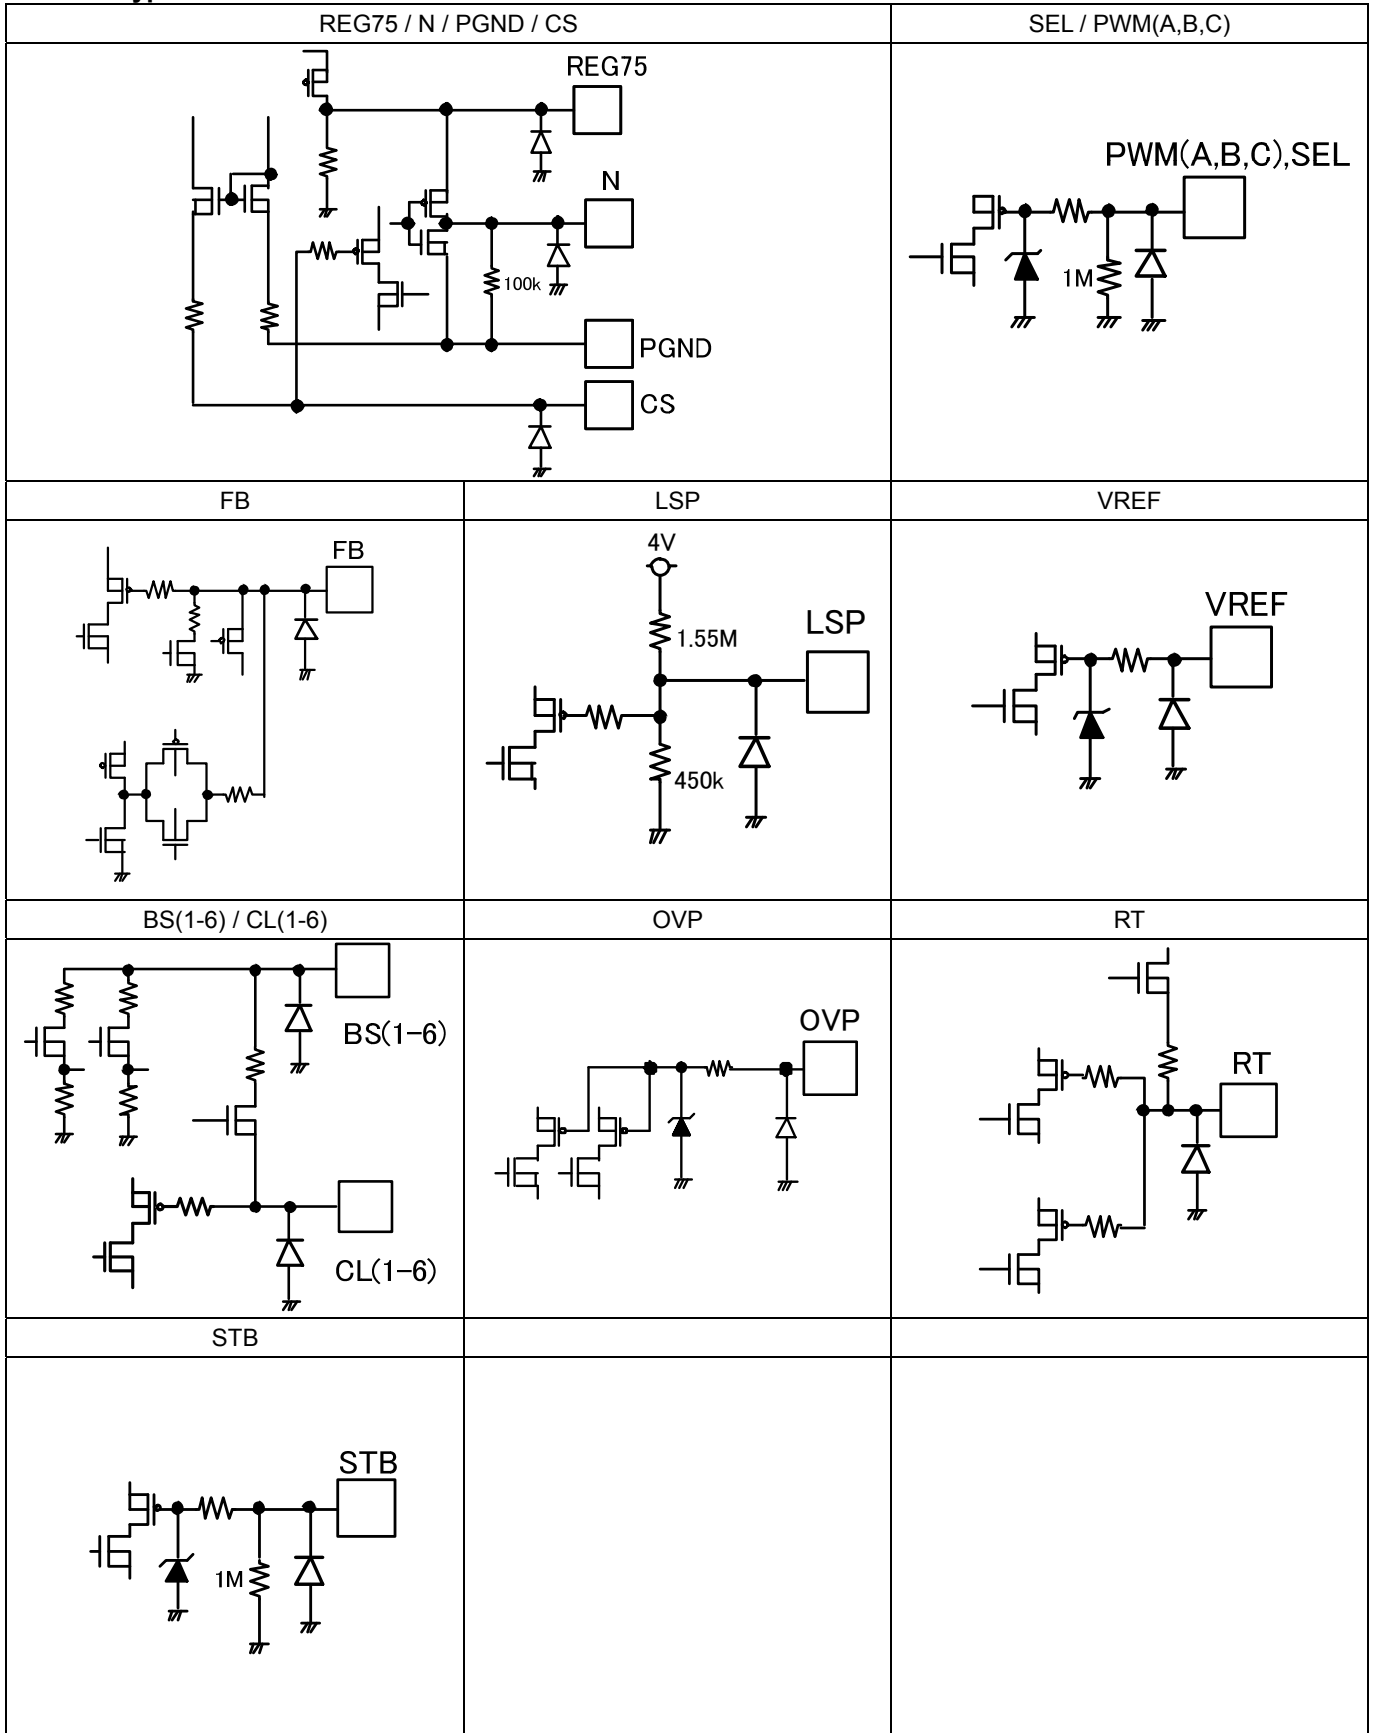 REG75 / N / PGND / CS
SEL / PWM(A,B,C)
REG75
N
100k
PGND
CS
PWM(A,B,C),SEL
1M
FB
LSP
VREF
FB
4V
1.55M
LSP
450k
VREF
BS(1-6) / CL(1-6)
OVP
RT
BS(1-6)
CL(1-6)
OVP
RT
STB
STB
1M